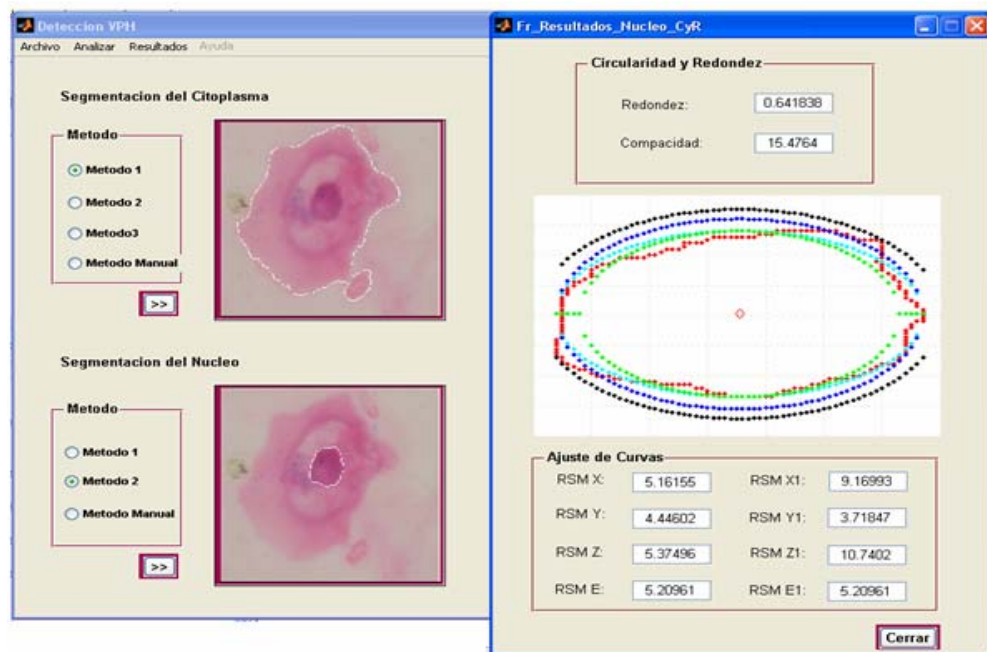 Deteccion VPH
Archivo Analizar Resultados Ayuda
Segmentacion del Citoplasma
Metodo
Metodo 1
Metodo 2
Metodo3
Metodo Manual
>>
Segmentacion del Nucleo
Metodo
Metodo 1
Metodo 2
Metodo Manual
>>
Fr_Resultados_Nucleo_CyR
Circularidad y Redondez
Redondez: 0.641838
Compacidad: 15.4764
Ajuste de Curvas
RSM X: 5.16155 RSM X1: 9.16993
RSM Y: 4.44602 RSM Y1: 3.71847
RSM Z: 5.37496 RSM Z1: 10.7402
RSM E: 5.20961 RSM E1: 5.20961
Cerrar